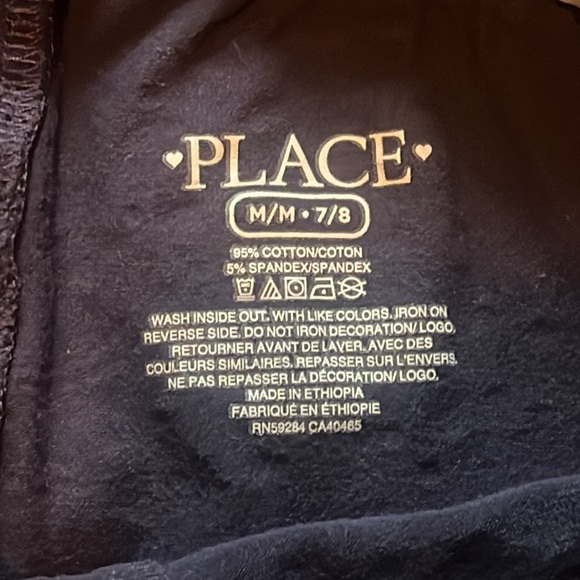 PLACE
M/M • 7/8
95% COTTON/COTON
5% SPANDEX/SPANDEX
WASH INSIDE OUT. WITH LIKE COLORS. IRON ON
REVERSE SIDE. DO NOT IRON DECORATION/ LOGO.
RETOURNER AVANT DE LAVER. AVEC DES
COULEURS SIMILAIRES. REPASSER SUR L'ENVERS.
NE PAS REPASSER LA DÉCORATION/ LOGO.
MADE IN ETHIOPIA
FABRIQUÉ EN ÉTHIOPIE
RN59284 CA40465